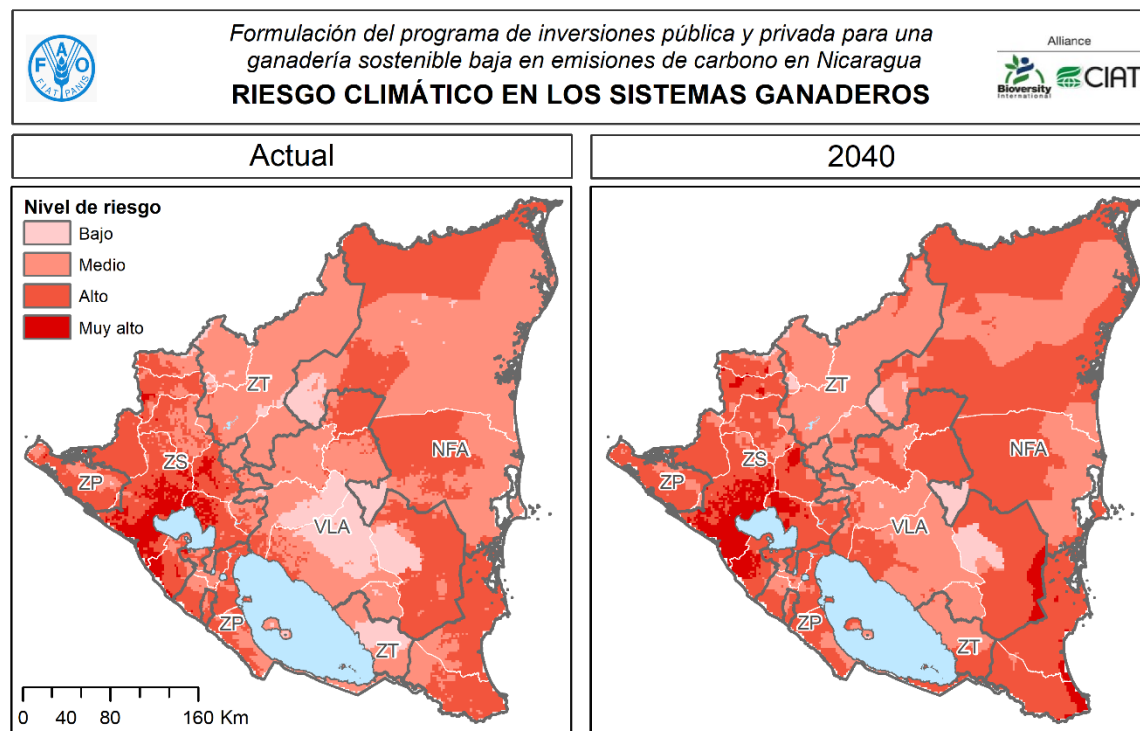 Formulación del programa de inversiones pública y privada para una
ganadería sostenible baja en emisiones de carbono en Nicaragua
RIESGO CLIMÁTICO EN LOS SISTEMAS GANADEROS
F A O
FIAT PANIS
Alliance
Bioversity
International
CIAT
Actual
2040
Nivel de riesgo
Bajo
Medio
Alto
Muy alto
ZT
NFA
ZS
ZP
VLA
ZP
ZT
0 40 80 160 Km
ZT
NFA
ZS
ZP
VLA
ZP
ZT